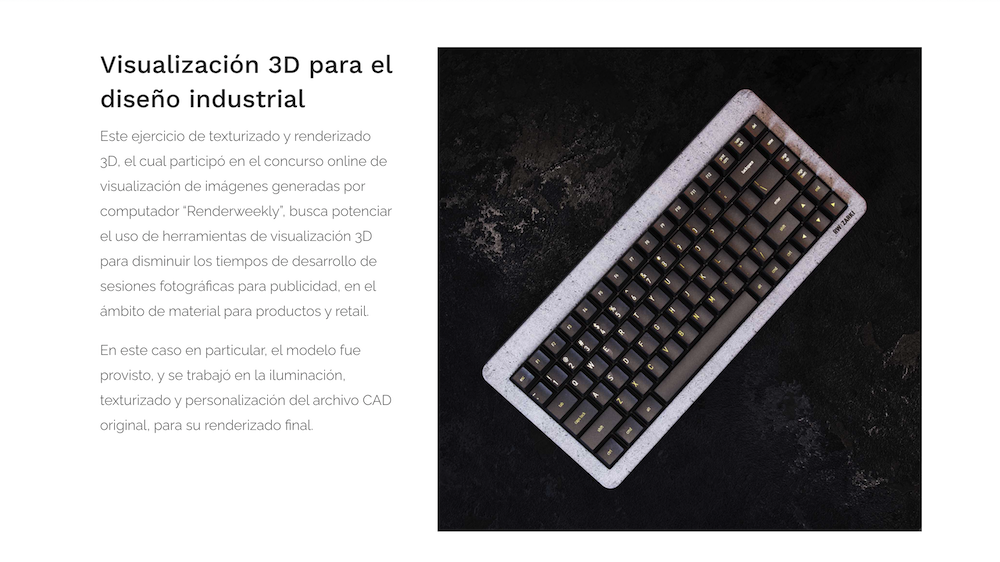 Visualización 3D para el
diseño industrial
Este ejercicio de texturizado y renderizado
3D, el cual participó en el concurso online de
visualización de imágenes generadas por
computador “Renderweekly”, busca potenciar
el uso de herramientas de visualización 3D
para disminuir los tiempos de desarrollo de
sesiones fotográficas para publicidad, en el
ámbito de material para productos y retail.
En este caso en particular, el modelo fue
provisto, y se trabajó en la iluminación,
texturizado y personalización del archivo CAD
original, para su renderizado final.
Q W E R T Y U
A S D F G H J K
Z X C V B N M